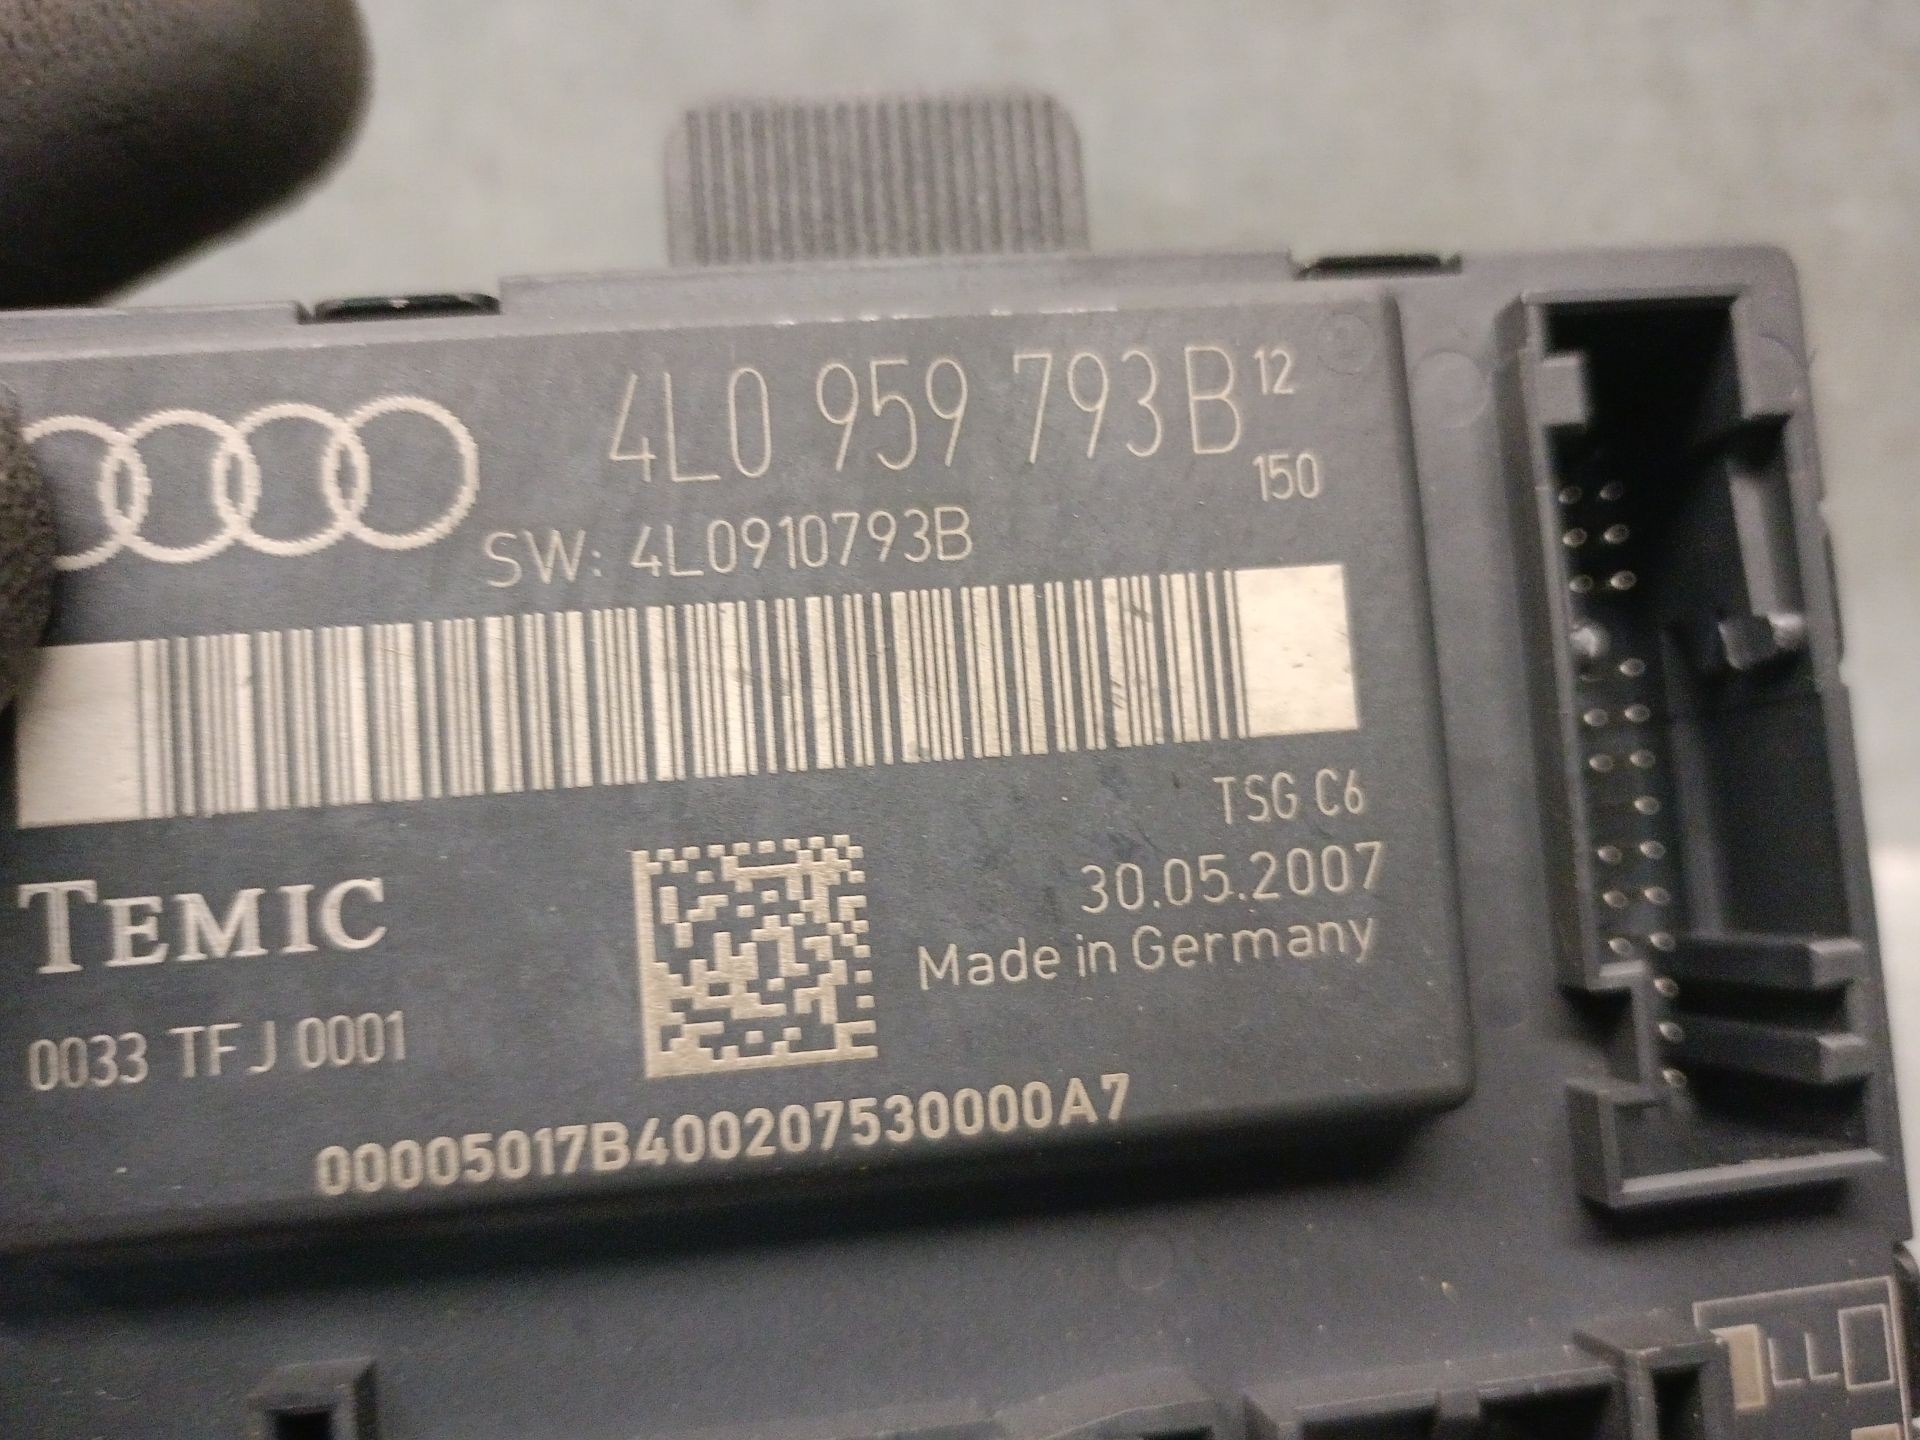 4L0 959 793 B 12
150
SW: 4L0910793B
TSG C6
30.05.2007
Made in Germany
TEMIC
0033 TFJ 0001
00005017B400207530000A7